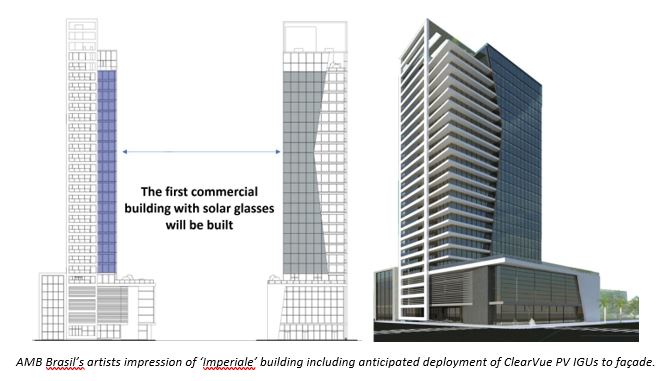 The first commercial
building with solar glasses
will be built
AMB Brasil's artists impression of 'Imperiale' building including anticipated deployment of ClearVue PV IGUs to façade.